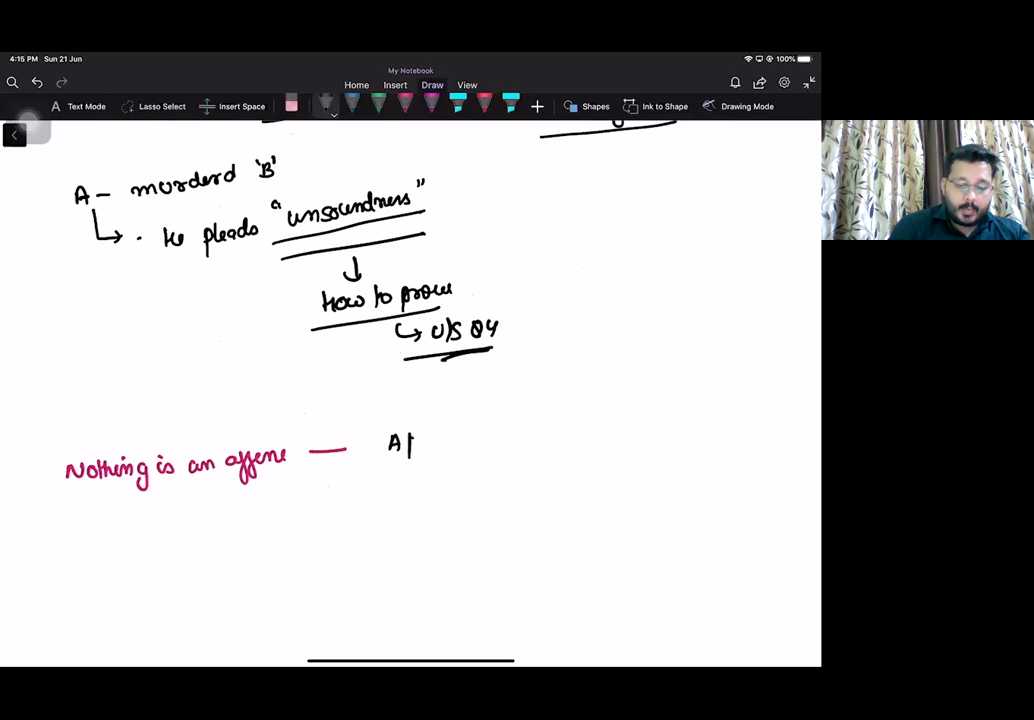 4:15 PM Sun 21 Jun
100%
My Notebook
Home Insert Draw View
Text Mode Lasso Select Insert Space Shapes Ink to Shape Drawing Mode
A - murderd 'B'
He pleads "unsoundness"
How to prove
U/S 84
Nothing is an offene — A